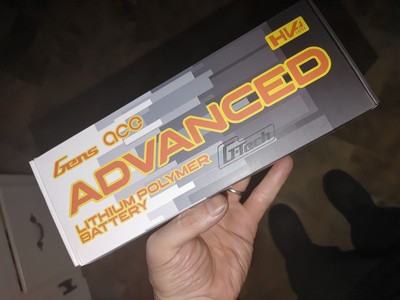 HV
Gens ace
ADVANCED
LITHIUM POLYMER
BATTERY
G-Tech